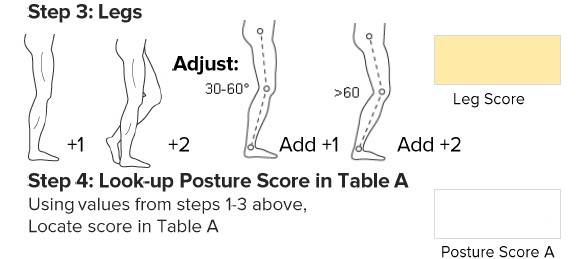 Step 3: Legs
Adjust:
30-60°
>60
Leg Score
+1
+2
Add +1
Add +2
Step 4: Look-up Posture Score in Table A
Using values from steps 1-3 above,
Locate score in Table A
Posture Score A